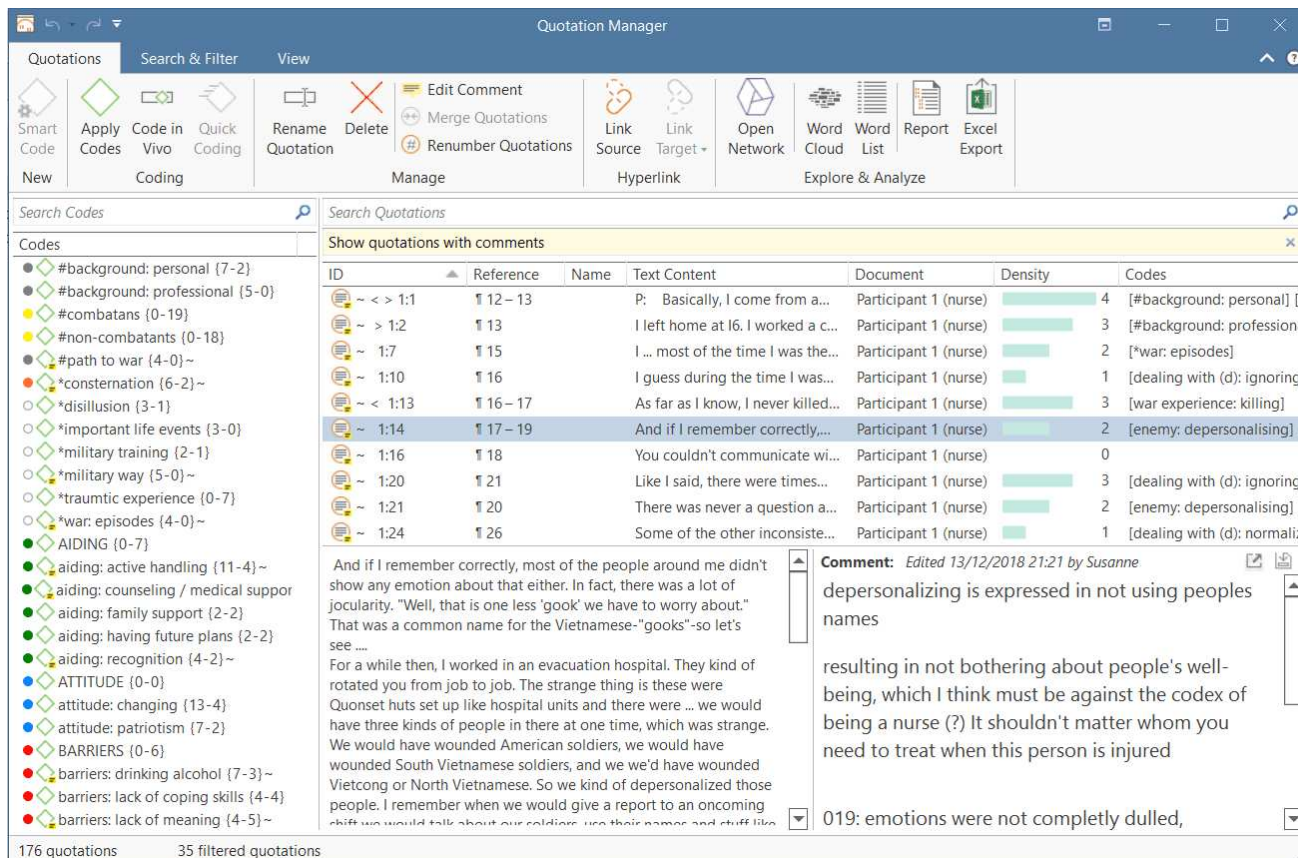 Quotation Manager
Quotations Search & Filter View
Smart Code
Apply Codes
Code in Vivo
Quick Coding
Rename Quotation
Delete
Edit Comment
Merge Quotations
Renumber Quotations
Link Source
Link Target
Open Network
Word Cloud
Word List
Report
Excel Export
New Coding Manage Hyperlink Explore & Analyze
Search Codes
Codes
#background: personal {7-2}
#background: professional {5-0}
#combatans {0-19}
#non-combatants {0-18}
#path to war {4-0}~
*consternation {6-2}~
*disillusion {3-1}
*important life events {3-0}
*military training {2-1}
*military way {5-0}~
*traumtic experience {0-7}
*war: episodes {4-0}~
AIDING {0-7}
aiding: active handling {11-4}~
aiding: counseling / medical suppor
aiding: family support {2-2}
aiding: having future plans {2-2}
aiding: recognition {4-2}~
ATTITUDE {0-0}
attitude: changing {13-4}
attitude: patriotism {7-2}
BARRIERS {0-6}
barriers: drinking alcohol {7-3}~
barriers: lack of coping skills {4-4}
barriers: lack of meaning {4-5}~
Search Quotations
Show quotations with comments
ID Reference Name Text Content Document Density Codes
~ < > 1:1 ¶ 12 – 13 P: Basically, I come from a... Participant 1 (nurse) 4 [#background: personal] [
~ > 1:2 ¶ 13 I left home at I6. I worked a c... Participant 1 (nurse) 3 [#background: profession
~ 1:7 ¶ 15 I ... most of the time I was the... Participant 1 (nurse) 2 [*war: episodes]
~ 1:10 ¶ 16 I guess during the time I was... Participant 1 (nurse) 1 [dealing with (d): ignoring
~ < 1:13 ¶ 16 – 17 As far as I know, I never killed... Participant 1 (nurse) 3 [war experience: killing]
~ 1:14 ¶ 17 – 19 And if I remember correctly,... Participant 1 (nurse) 2 [enemy: depersonalising]
~ 1:16 ¶ 18 You couldn't communicate wi... Participant 1 (nurse) 0
~ 1:20 ¶ 21 Like I said, there were times... Participant 1 (nurse) 3 [dealing with (d): ignoring
~ 1:21 ¶ 20 There was never a question a... Participant 1 (nurse) 2 [enemy: depersonalising]
~ 1:24 ¶ 26 Some of the other inconsiste... Participant 1 (nurse) 1 [dealing with (d): normaliz
And if I remember correctly, most of the people around me didn't
show any emotion about that either. In fact, there was a lot of
jocularity. "Well, that is one less 'gook' we have to worry about."
That was a common name for the Vietnamese-"gooks"-so let's
see ....
For a while then, I worked in an evacuation hospital. They kind of
rotated you from job to job. The strange thing is these were
Quonset huts set up like hospital units and there were ... we would
have three kinds of people in there at one time, which was strange.
We would have wounded American soldiers, we would have
wounded South Vietnamese soldiers, and we we'd have wounded
Vietcong or North Vietnamese. So we kind of depersonalized those
people. I remember when we would give a report to an oncoming
shift we would talk about our soldiers, use their names and stuff like
Comment: Edited 13/12/2018 21:21 by Susanne
depersonalizing is expressed in not using peoples
names
resulting in not bothering about people's well-
being, which I think must be against the codex of
being a nurse (?) It shouldn't matter whom you
need to treat when this person is injured
019: emotions were not completly dulled,
176 quotations 35 filtered quotations